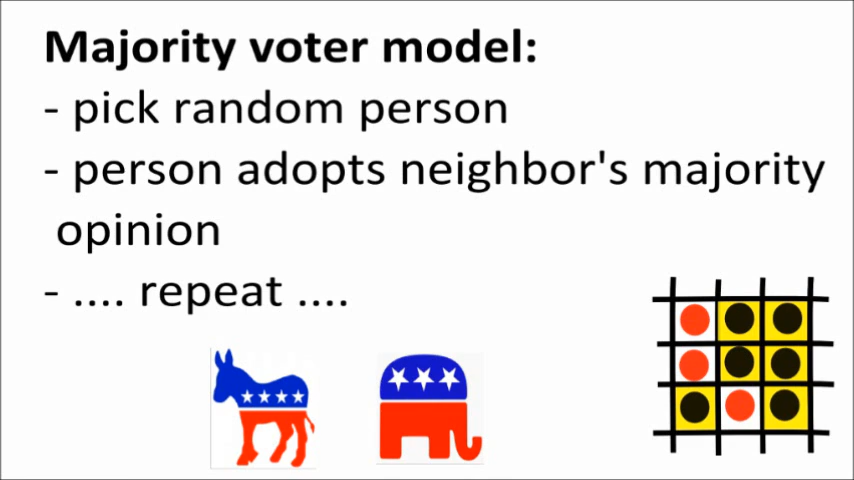 Majority voter model:
- pick random person
- person adopts neighbor's majority
opinion
- .... repeat ....